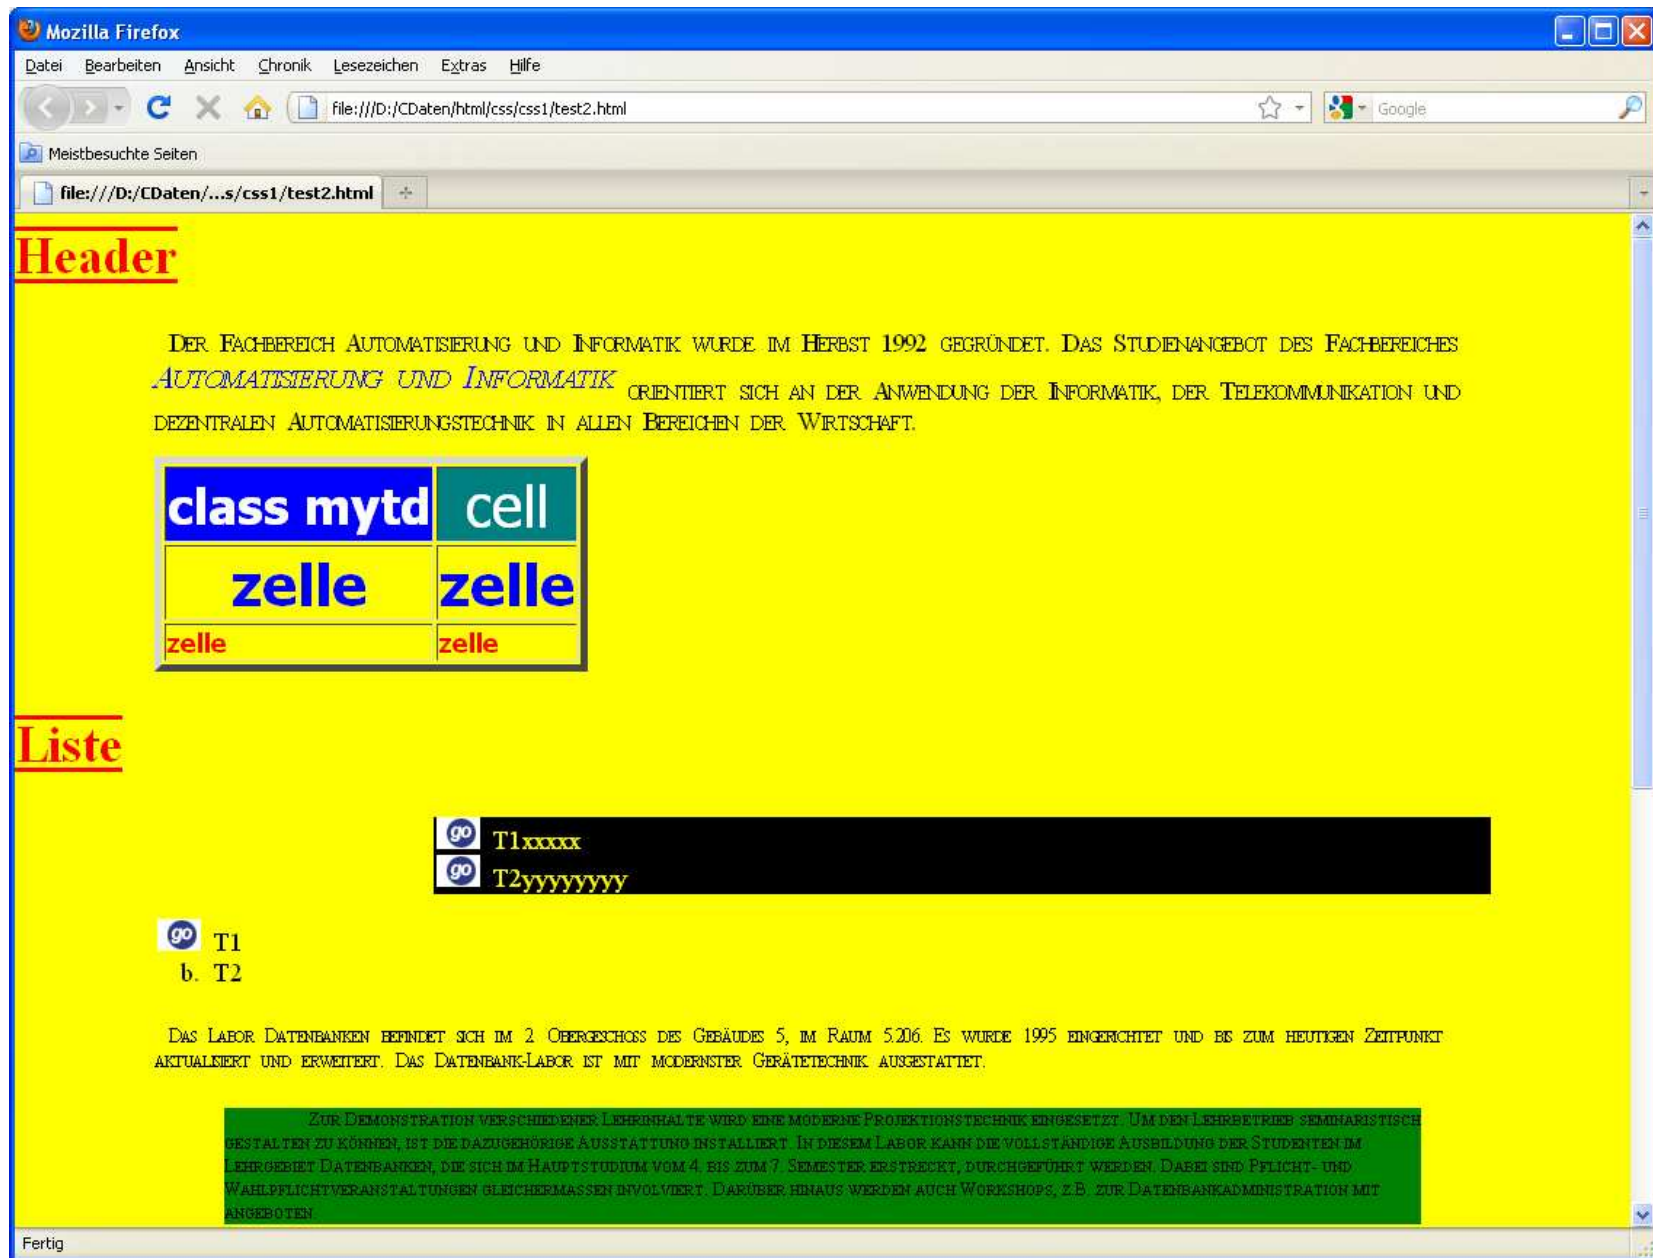 Mozilla Firefox
Datei Bearbeiten Ansicht Chronik Lesezeichen Extras Hilfe
file:///D:/CDaten/html/css/css1/test2.html Google
Meistbesuchte Seiten
file:///D:/CDaten/...s/css1/test2.html
Header
Der Fachbereich Automatisierung und Informatik wurde im Herbst 1992 gegründet. Das Studienangebot des Fachbereiches
Automatisierung und Informatik orientiert sich an der Anwendung der Informatik, der Telekommunikation und
dezentralen Automatisierungstechnik in allen Bereichen der Wirtschaft.
class mytd cell
zelle zelle
zelle zelle
Liste
go T1xxxxx
go T2yyyyyyyy
go T1
b. T2
Das Labor Datenbanken befindet sich im 2. Obergeschoss des Gebäudes 5, im Raum 5.206. Es wurde 1995 eingerichtet und bis zum heutigen Zeitpunkt
aktualisiert und erweitert. Das Datenbank-Labor ist mit modernster Gerätetechnik ausgestattet.
Zur Demonstration verschiedener Lehrinhalte wird eine moderne Projektionstechnik eingesetzt. Um den Lehrbetrieb seminaristisch
gestalten zu können, ist die dazugehörige Ausstattung installiert. In diesem Labor kann die vollständige Ausbildung der Studenten im
Lehrgebiet Datenbanken, die sich im Hauptstudium vom 4. bis zum 7. Semester erstreckt, durchgeführt werden. Dabei sind Pflicht- und
Wahlpflichtveranstaltungen gleichermassen involviert. Darüber hinaus werden auch Workshops, z.B. zur Datenbankadministration mit
angeboten.
Fertig